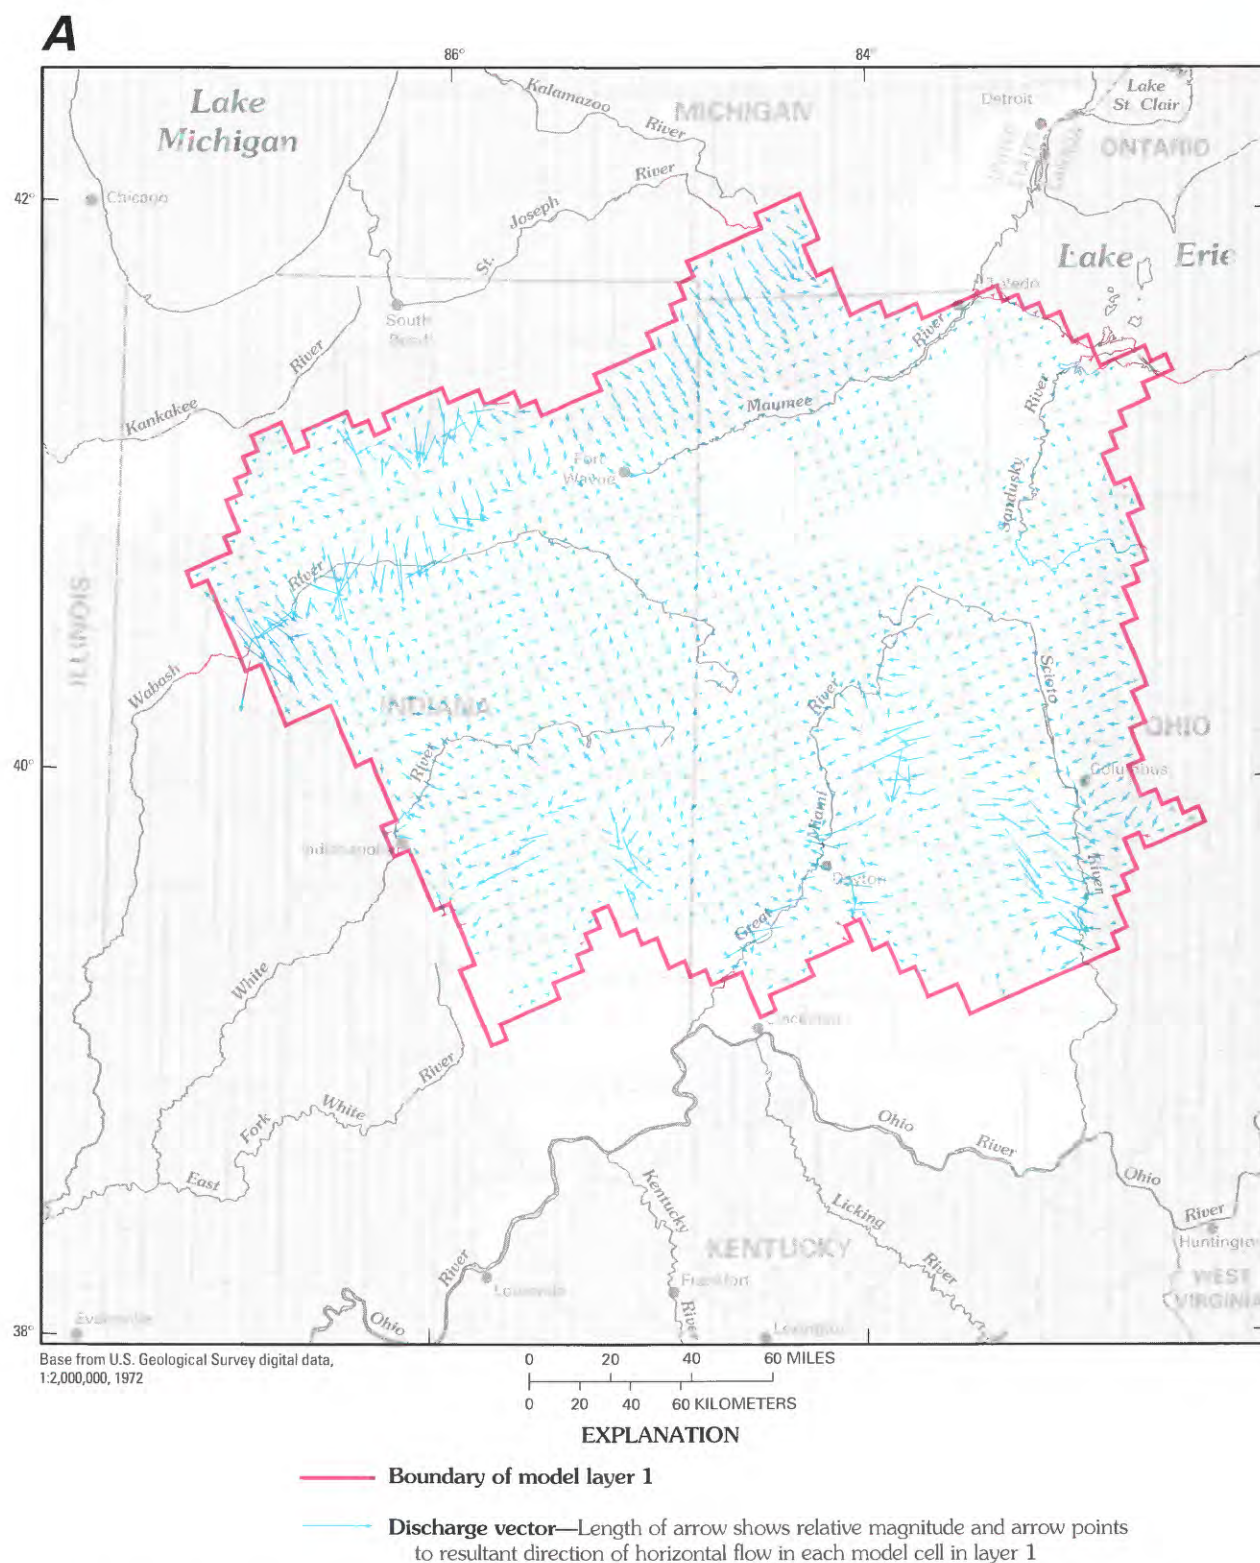 A
86°
84°
Lake
Michigan
Kalamazoo
River
MICHIGAN
Detroit
Lake
St. Clair
ONTARIO
42°
Chicago
St.
Joseph
River
Lake Erie
Toledo
South
Bend
River
Kankakee
River
Maumee
River
Sandusky
Fort
Wayne
ILLINOIS
River
Wabash
INDIANA
River
River
Scioto
OHIO
40°
Columbus
Miami
River
Indianapolis
Dayton
Great
White
River
White
Fork
East
Cincinnati
Ohio
River
Ohio
River
Huntington
Kentucky
River
Licking
River
KENTUCKY
Frankfort
WEST
VIRGINIA
River
Louisville
Ohio
Evansville
Lexington
38°
Base from U.S. Geological Survey digital data,
1:2,000,000, 1972
0 20 40 60 MILES
0 20 40 60 KILOMETERS
EXPLANATION
Boundary of model layer 1
Discharge vector—Length of arrow shows relative magnitude and arrow points
to resultant direction of horizontal flow in each model cell in layer 1